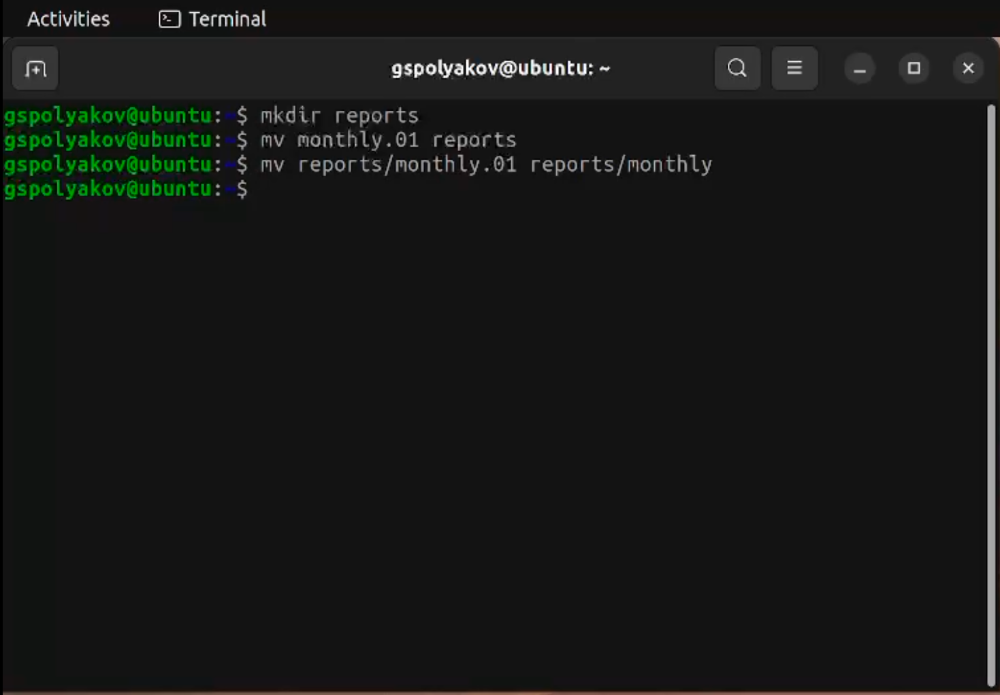 Activities Terminal
gspolyakov@ubuntu: ~
gspolyakov@ubuntu:~$ mkdir reports
gspolyakov@ubuntu:~$ mv monthly.01 reports
gspolyakov@ubuntu:~$ mv reports/monthly.01 reports/monthly
gspolyakov@ubuntu:~$